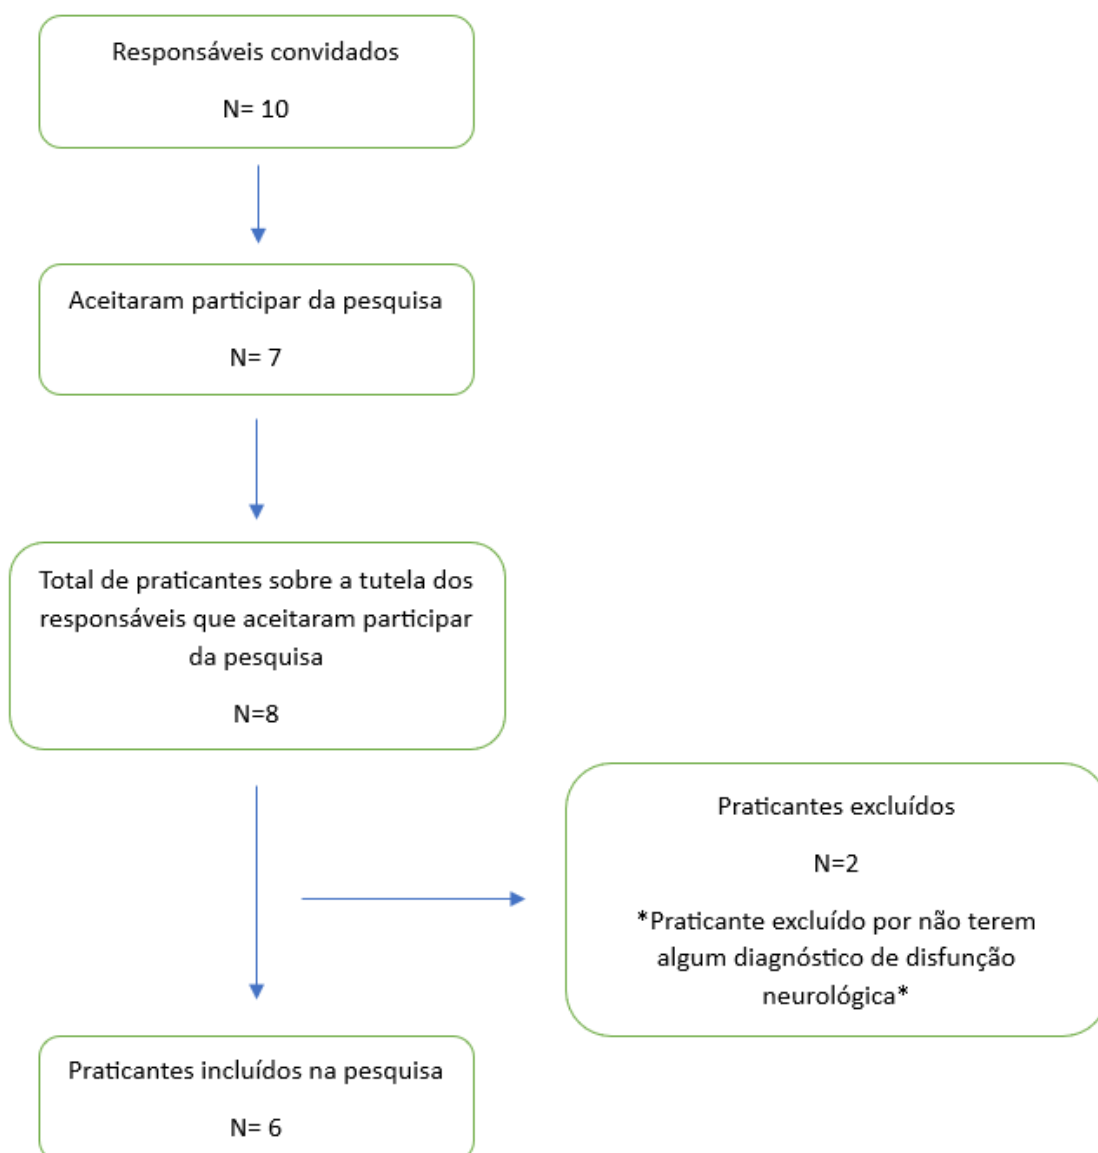 Responsáveis convidados
N= 10
Aceitaram participar da pesquisa
N= 7
Total de praticantes sobre a tutela dos
responsáveis que aceitaram participar
da pesquisa
N=8
Praticantes excluídos
N=2
*Praticante excluído por não terem
algum diagnóstico de disfunção
neurológica*
Praticantes incluídos na pesquisa
N= 6